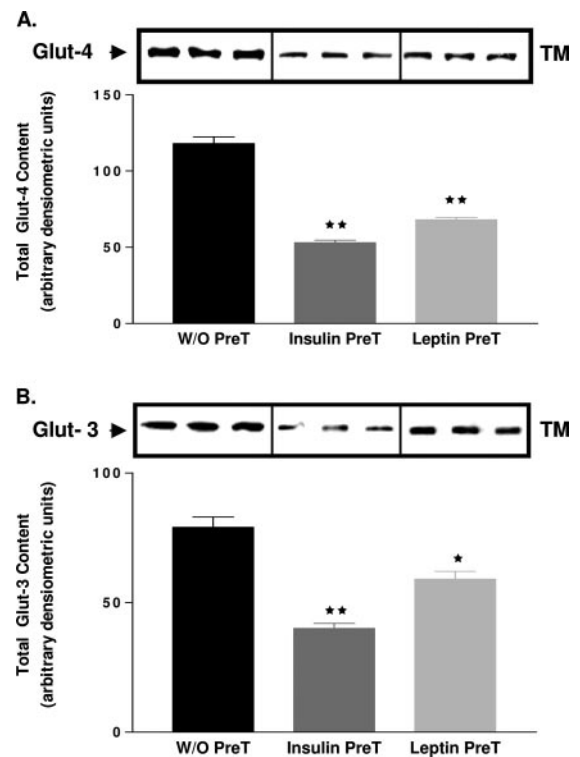 A.
Glut-4
TM
150
100
50
0
Total Glut-4 Content
(arbitrary densiometric units)
★★
★★
W/O PreT
Insulin PreT
Leptin PreT
B.
Glut- 3
TM
100
50
0
Total Glut-3 Content
(arbitrary densiometric units)
★★
★
W/O PreT
Insulin PreT
Leptin PreT